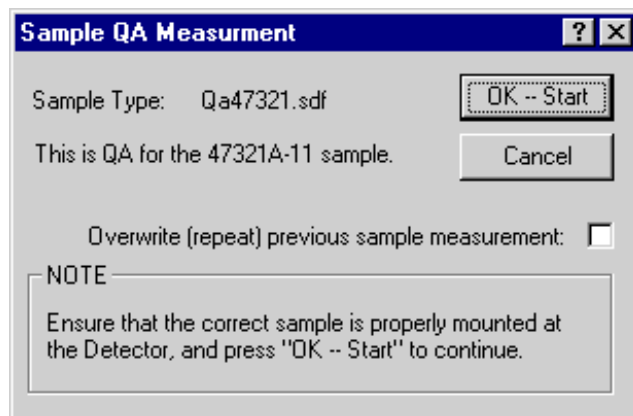 Sample QA Measurment
Sample Type: Qa47321.sdf
OK -- Start
This is QA for the 47321A-11 sample.
Cancel
Overwrite (repeat) previous sample measurement:
NOTE
Ensure that the correct sample is properly mounted at
the Detector, and press "OK -- Start" to continue.